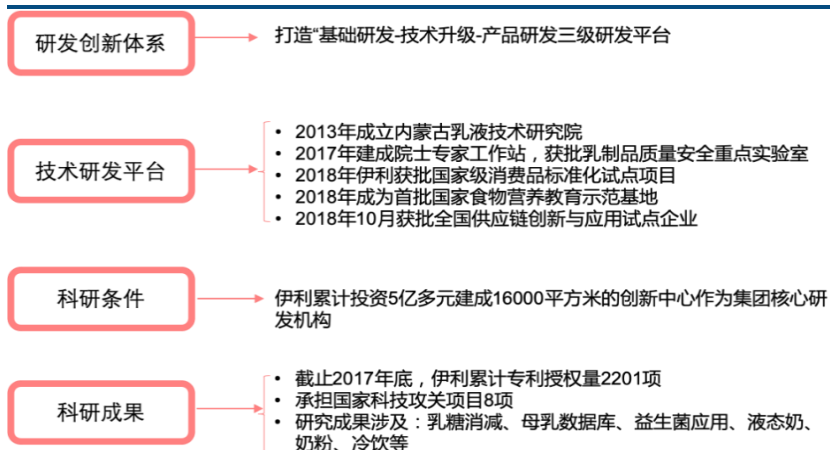 研发创新体系
打造“基础研发-技术升级-产品研发三级研发平台
技术研发平台
• 2013年成立内蒙古乳液技术研究院
• 2017年建成院士专家工作站，获批乳制品质量安全重点实验室
• 2018年伊利获批国家级消费品标准化试点项目
• 2018年成为首批国家食物营养教育示范基地
• 2018年10月获批全国供应链创新与应用试点企业
科研条件
伊利累计投资5亿多元建成16000平方米的创新中心作为集团核心研
发机构
科研成果
• 截止2017年底，伊利累计专利授权量2201项
• 承担国家科技攻关项目8项
• 研究成果涉及：乳糖消减、母乳数据库、益生菌应用、液态奶、
奶粉、冷饮等